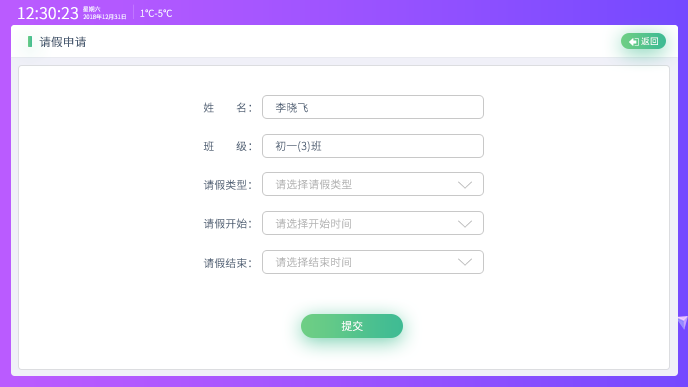 12:30:23 星期六 2018年12月31日 1°C-5°C
请假申请 返回
姓 名： 李晓飞
班 级： 初一(3)班
请假类型： 请选择请假类型
请假开始： 请选择开始时间
请假结束： 请选择结束时间
提交